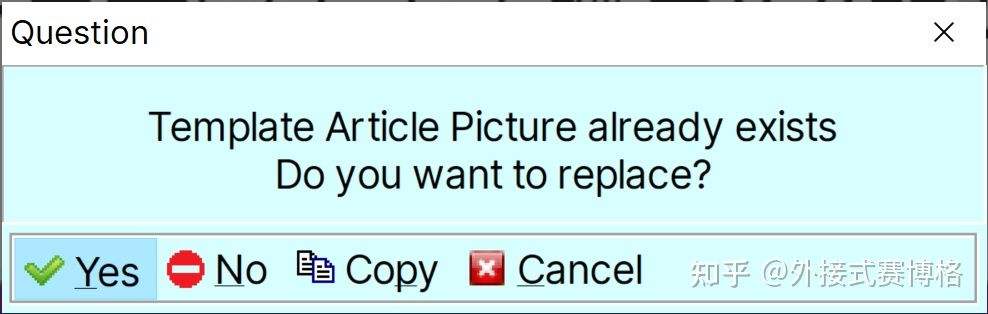 Question
Template Article Picture already exists
Do you want to replace?
Yes No Copy Cancel
知乎 @外接式赛博格